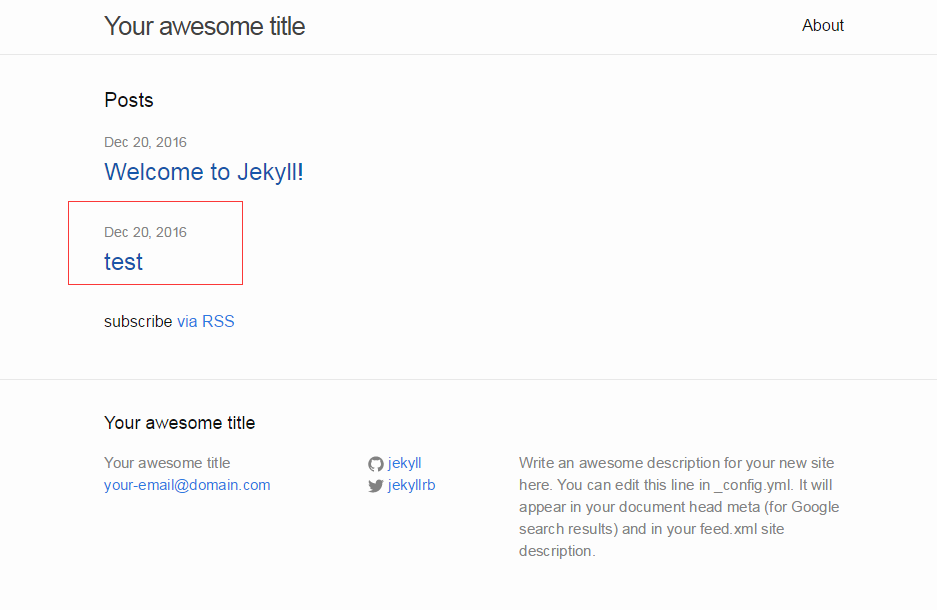 Your awesome title
About
Posts
Dec 20, 2016
Welcome to Jekyll!
Dec 20, 2016
test
subscribe via RSS
Your awesome title
Your awesome title
your-email@domain.com
jekyll
jekyllrb
Write an awesome description for your new site
here. You can edit this line in _config.yml. It will
appear in your document head meta (for Google
search results) and in your feed.xml site
description.